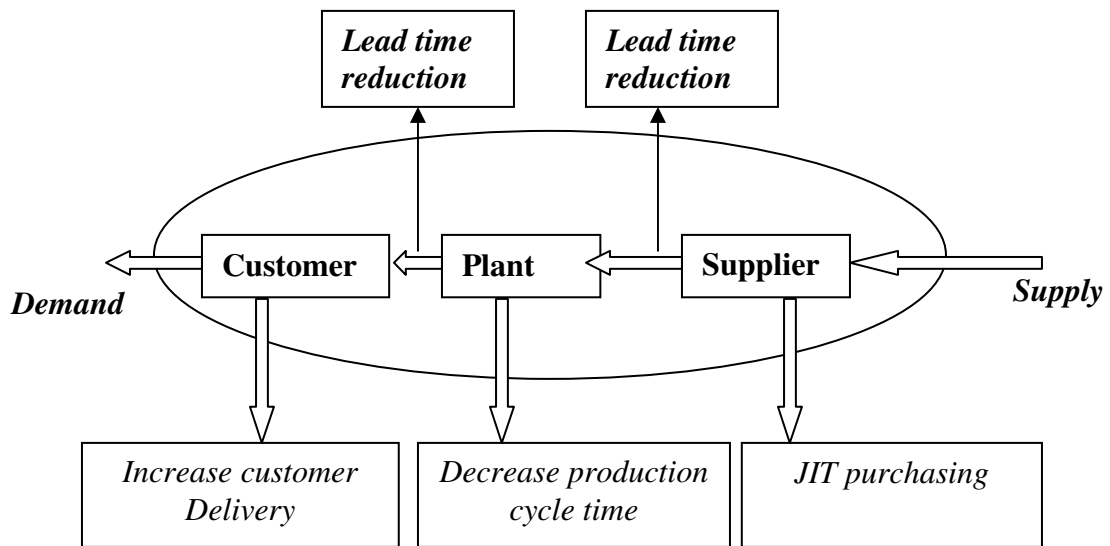 Lead time
reduction
Lead time
reduction
Customer
Plant
Supplier
Demand
Supply
Increase customer
Delivery
Decrease production
cycle time
JIT purchasing